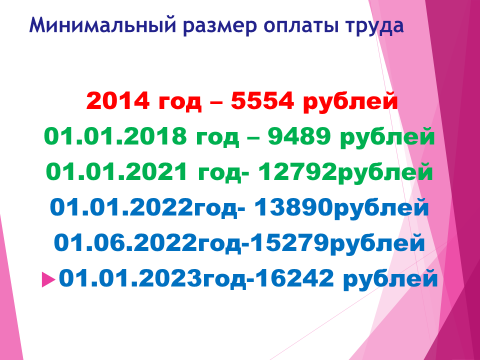 Минимальный размер оплаты труда
2014 год – 5554 рублей
01.01.2018 год – 9489 рублей
01.01.2021 год- 12792рублей
01.01.2022год- 13890рублей
01.06.2022год-15279рублей
01.01.2023год-16242 рублей